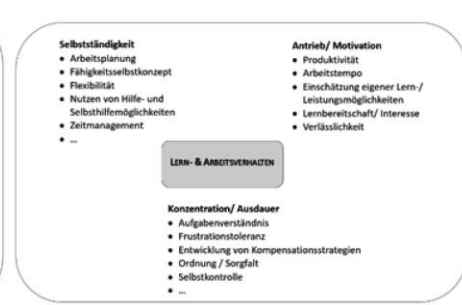 Selbstständigkeit
• Arbeitsplanung
• Fähigkeitsselbstkonzept
• Flexibilität
• Nutzen von Hilfe- und
Selbsthilfemöglichkeiten
• Zeitmanagement
• ...
Antrieb/ Motivation
• Produktivität
• Arbeitstempo
• Einschätzung eigener Lern-/
Leistungsmöglichkeiten
• Lernbereitschaft/ Interesse
• Verlässlichkeit
LERN- & ARBEITSVERHALTEN
Konzentration/ Ausdauer
• Aufgabenverständnis
• Frustrationstoleranz
• Entwicklung von Kompensationsstrategien
• Ordnung / Sorgfalt
• Selbstkontrolle
• ...